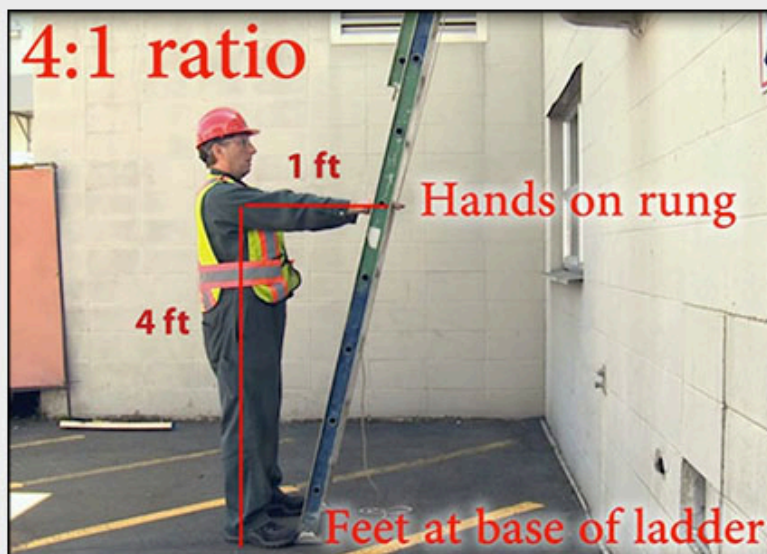 4:1 ratio
1 ft
Hands on rung
4 ft
Feet at base of ladder